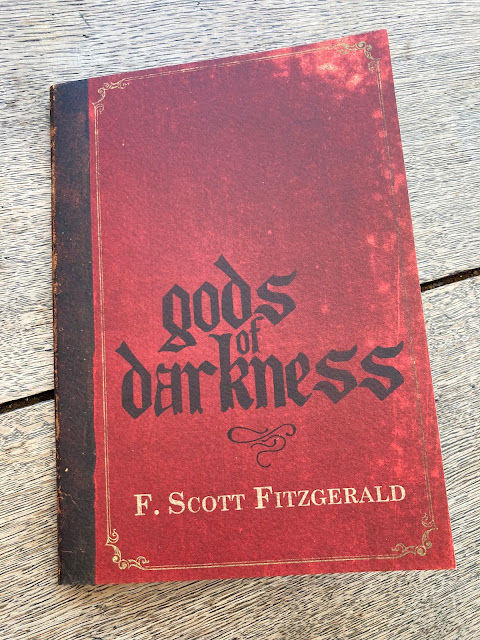 gods
of
darkness
F. Scott Fitzgerald